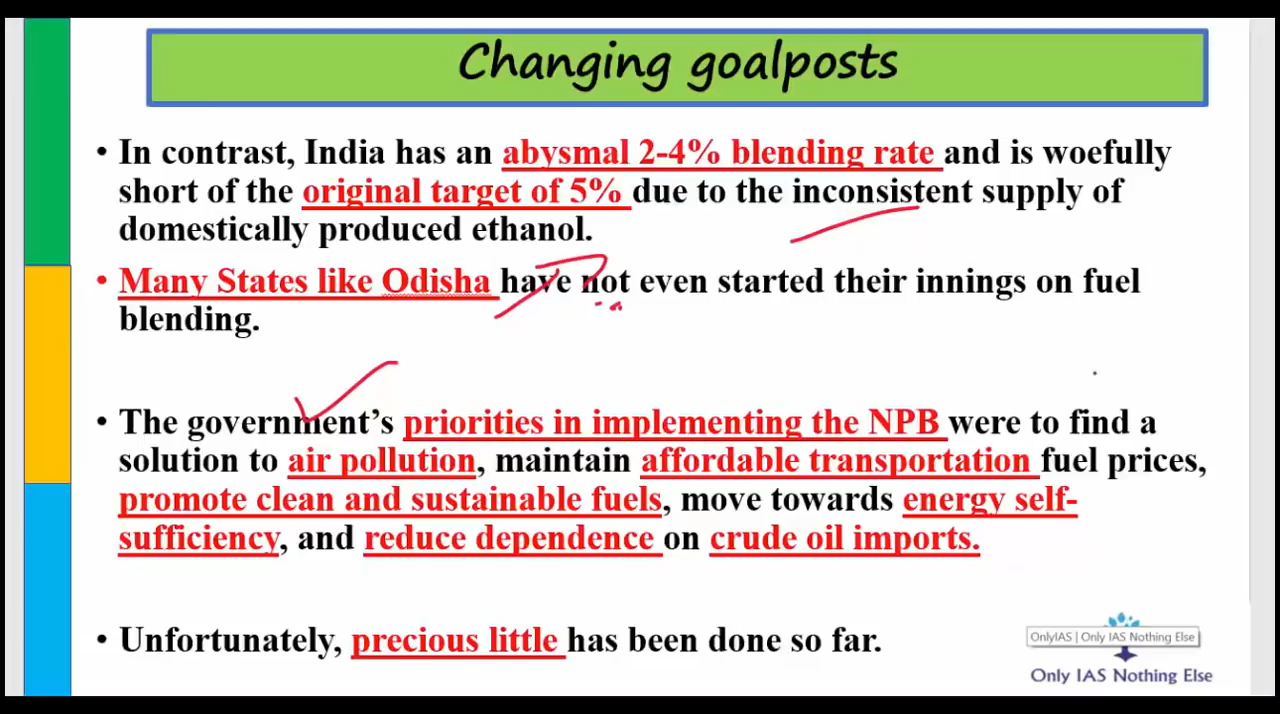 Changing goalposts
• In contrast, India has an abysmal 2-4% blending rate and is woefully
short of the original target of 5% due to the inconsistent supply of
domestically produced ethanol.
• Many States like Odisha have not even started their innings on fuel
blending.
• The government's priorities in implementing the NPB were to find a
solution to air pollution, maintain affordable transportation fuel prices,
promote clean and sustainable fuels, move towards energy self-
sufficiency, and reduce dependence on crude oil imports.
• Unfortunately, precious little has been done so far.
OnlyIAS | Only IAS Nothing Else
Only IAS Nothing Else